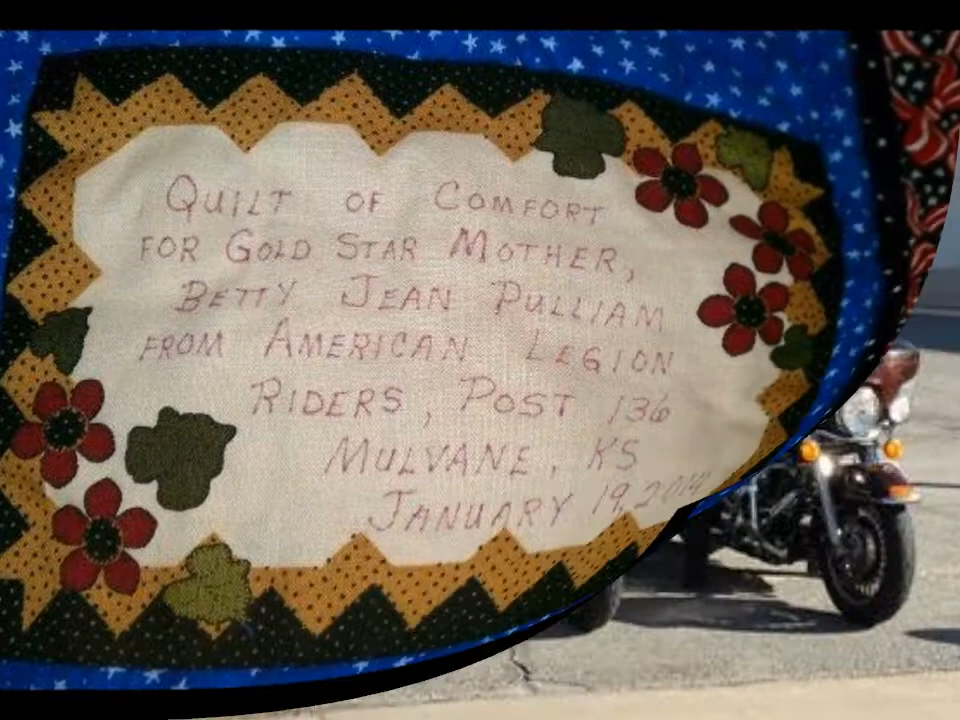 QUILT OF COMFORT
FOR GOLD STAR MOTHER,
BETTY JEAN PULLIAM
FROM AMERICAN LEGION
RIDERS, POST 136
MULVANE, KS
JANUARY 19, 2014